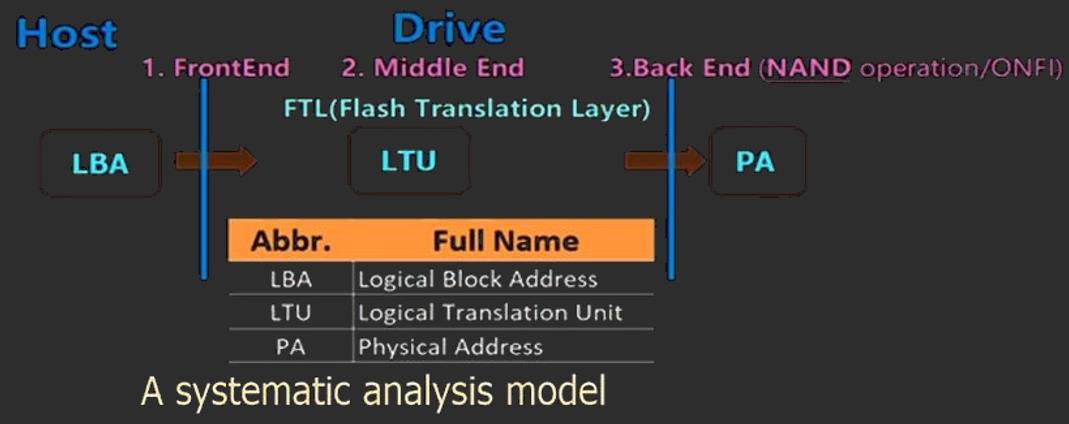 Host Drive
1. FrontEnd 2. Middle End 3.Back End (NAND operation/ONFI)
FTL(Flash Translation Layer)
LBA LTU PA
Abbr. Full Name
LBA Logical Block Address
LTU Logical Translation Unit
PA Physical Address
A systematic analysis model